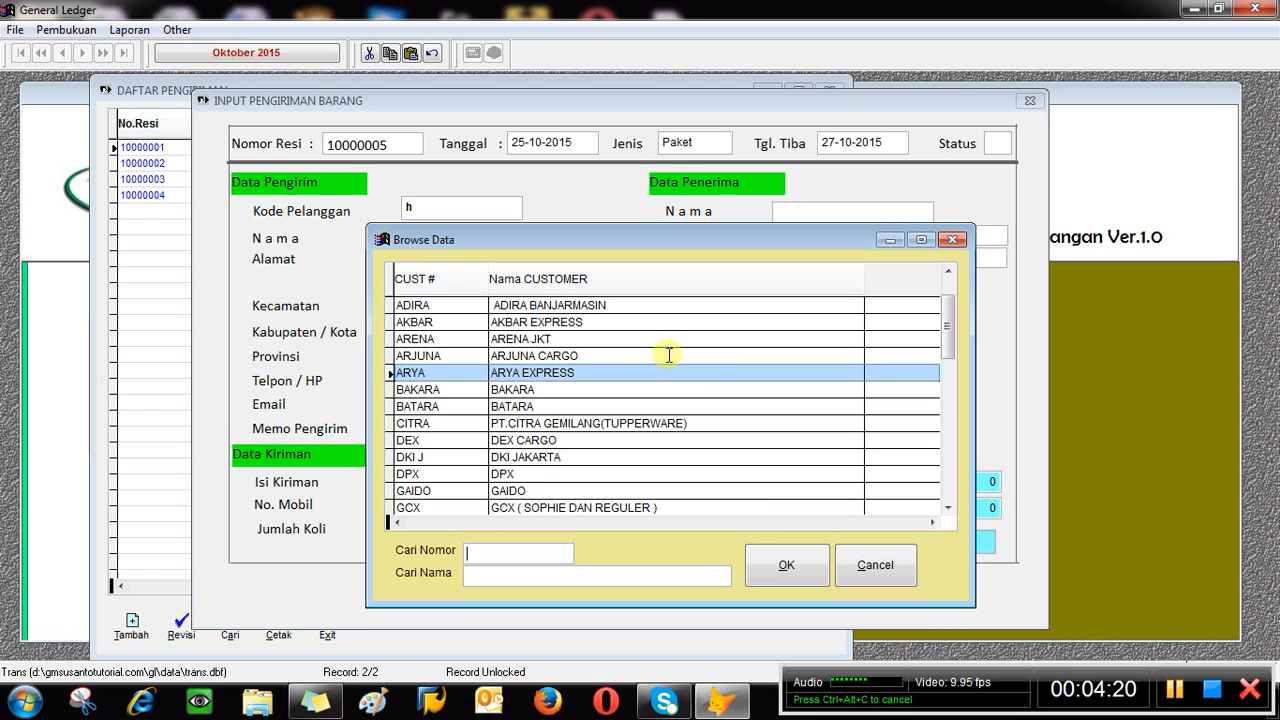 General Ledger
File Pembukuan Laporan Other
Oktober 2015
DAFTAR PENGIRIMAN
INPUT PENGIRIMAN BARANG
No.Resi
10000001
10000002
10000003
10000004
Nomor Resi : 10000005 Tanggal : 25-10-2015 Jenis Paket Tgl. Tiba 27-10-2015 Status
Data Pengirim Data Penerima
Kode Pelanggan h N a m a
N a m a
Alamat
Kecamatan
Kabupaten / Kota
Provinsi
Telpon / HP
Email
Memo Pengirim
Data Kiriman
Isi Kiriman 0
No. Mobil 0
Jumlah Koli
angan Ver.1.0
Browse Data
CUST # Nama CUSTOMER
ADIRA ADIRA BANJARMASIN
AKBAR AKBAR EXPRESS
ARENA ARENA JKT
ARJUNA ARJUNA CARGO
ARYA ARYA EXPRESS
BAKARA BAKARA
BATARA BATARA
CITRA PT.CITRA GEMILANG(TUPPERWARE)
DEX DEX CARGO
DKI J DKI JAKARTA
DPX DPX
GAIDO GAIDO
GCX GCX ( SOPHIE DAN REGULER )
Cari Nomor
Cari Nama
OK Cancel
Tambah Revisi Cari Cetak Exit
Trans (d:\gmsusantotutorial.com\gl\data\trans.dbf) Record: 2/2 Record Unlocked
Audio Video: 9.95 fps
Press Ctrl+Alt+C to cancel
00:04:20